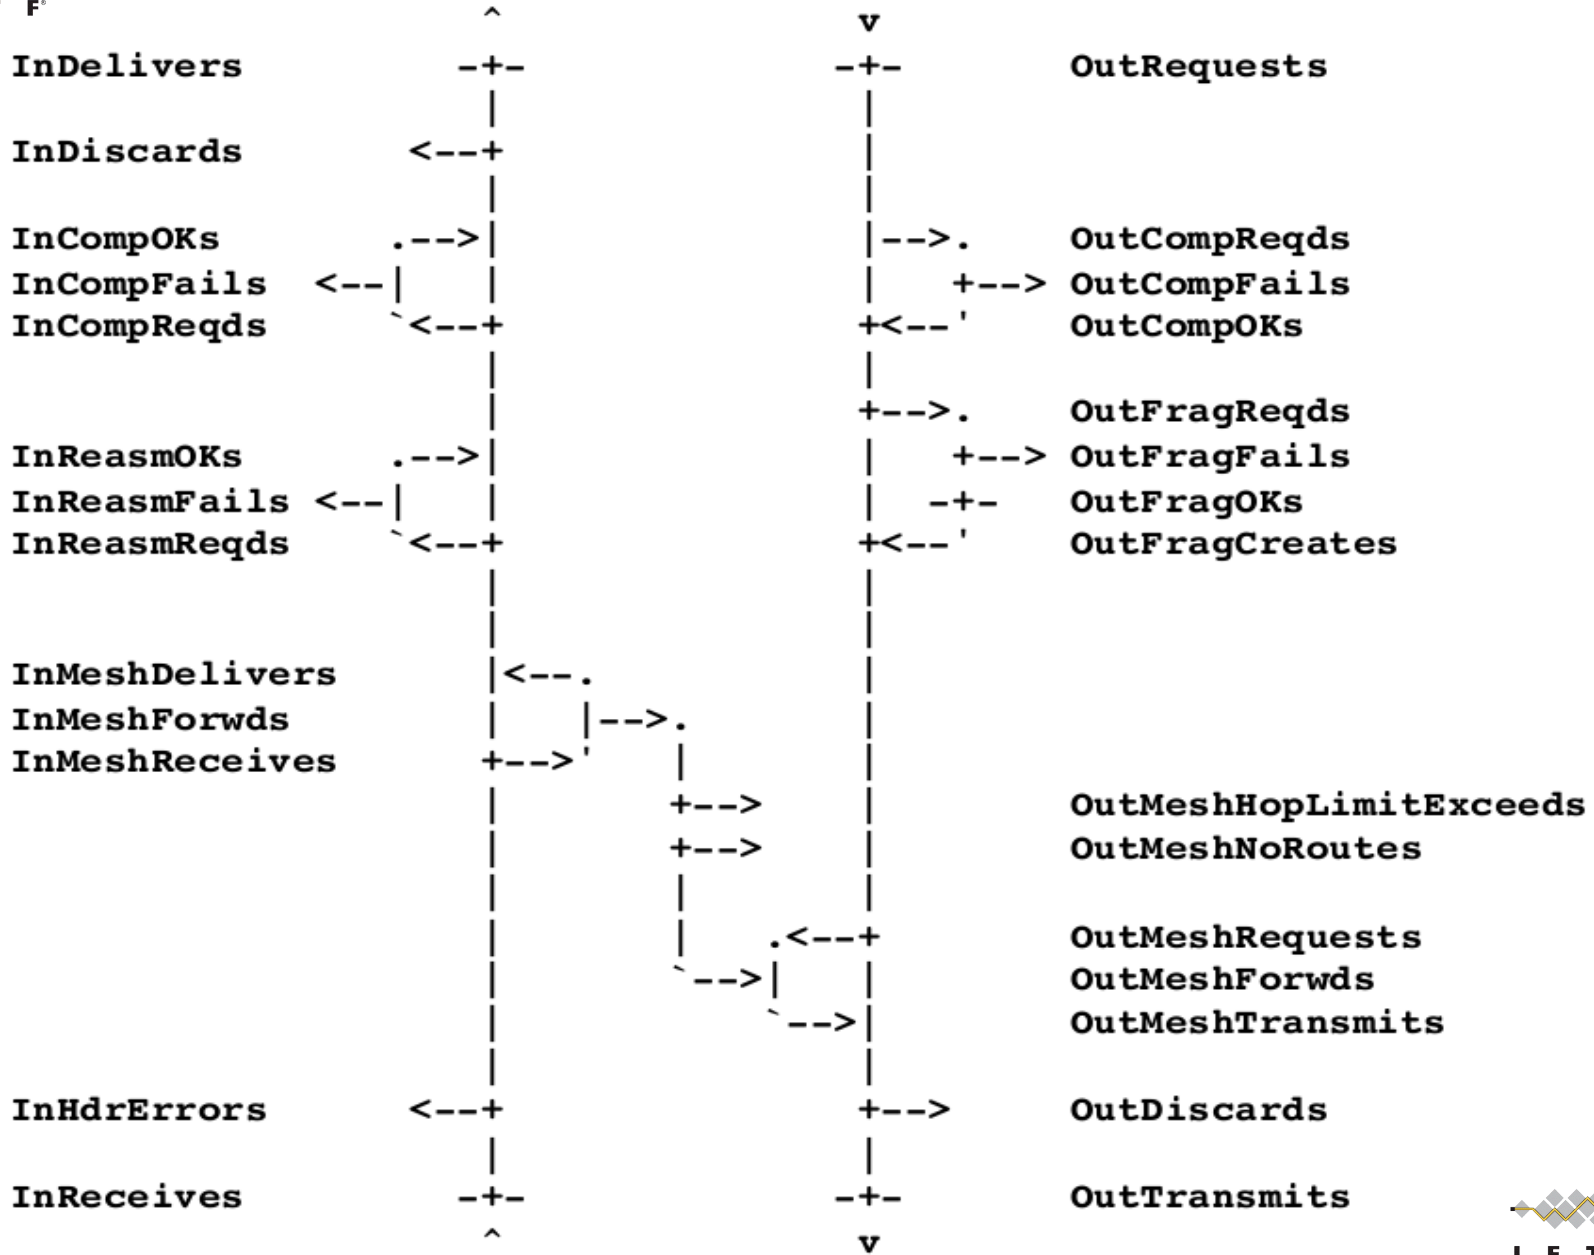 F®
^ v
InDelivers -+- -+- OutRequests
| |
InDiscards <--+ |
| |
InCompOKs .-->| |-->. OutCompReqds
InCompFails <--| | | +--> OutCompFails
InCompReqds `<--+ +<--' OutCompOKs
| |
| +-->. OutFragReqds
InReasmOKs .-->| | +--> OutFragFails
InReasmFails <--| | | -+- OutFragOKs
InReasmReqds `<--+ +<--' OutFragCreates
| |
| |
InMeshDelivers |<--. |
InMeshForwds | |-->. |
InMeshReceives +-->' | |
| +--> | OutMeshHopLimitExceeds
| +--> | OutMeshNoRoutes
| | |
| | .<--+ OutMeshRequests
| `-->| | OutMeshForwds
| `-->| OutMeshTransmits
| |
InHdrErrors <--+ +--> OutDiscards
| |
InReceives -+- -+- OutTransmits
^ v
I E T